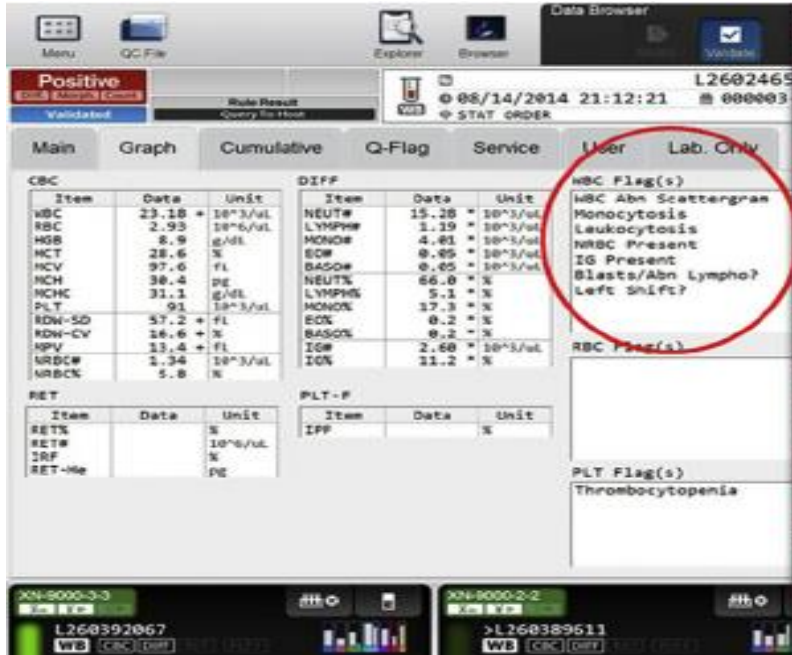 Data Browser
Menu
QC File
Explorer
Browser
Validate
Positive
Diff. Morph. Count
Validated
Rule Result
Query To Host
L2602465
08/14/2014 21:12:21
000003
WB
STAT ORDER
Main Graph Cumulative Q-Flag Service User Lab. Only
CBC
Item Data Unit
WBC 23.18 + 10^3/uL
RBC 2.93 10^6/uL
HGB 8.9 g/dL
HCT 28.6 %
MCV 97.6 fL
MCH 30.4 pg
MCHC 31.1 g/dL
PLT 91 10^3/uL
RDW-SD 57.2 + fL
RDW-CV 16.6 + %
MPV 13.4 + fL
NRBC# 1.34 10^3/uL
NRBC% 5.8 %
DIFF
Item Data Unit
NEUT# 15.28 * 10^3/uL
LYMPH# 1.19 * 10^3/uL
MONO# 4.01 * 10^3/uL
EO# 0.05 * 10^3/uL
BASO# 0.05 * 10^3/uL
NEUT% 66.0 * %
LYMPH% 5.1 * %
MONO% 17.3 * %
EO% 0.2 * %
BASO% 0.2 * %
IG# 2.60 * 10^3/uL
IG% 11.2 * %
WBC Flag(s)
WBC Abn Scattergram
Monocytosis
Leukocytosis
NRBC Present
IG Present
Blasts/Abn Lympho?
Left Shift?
RBC Flag(s)
RET
Item Data Unit
RET% %
RET# 10^6/uL
IRF %
RET-He pg
PLT-F
Item Data Unit
IPF %
PLT Flag(s)
Thrombocytopenia
XN-9000-3-3
L260392067
WB CBC DIFF
XN-9000-2-2
>L260389611
WB CBC DIFF